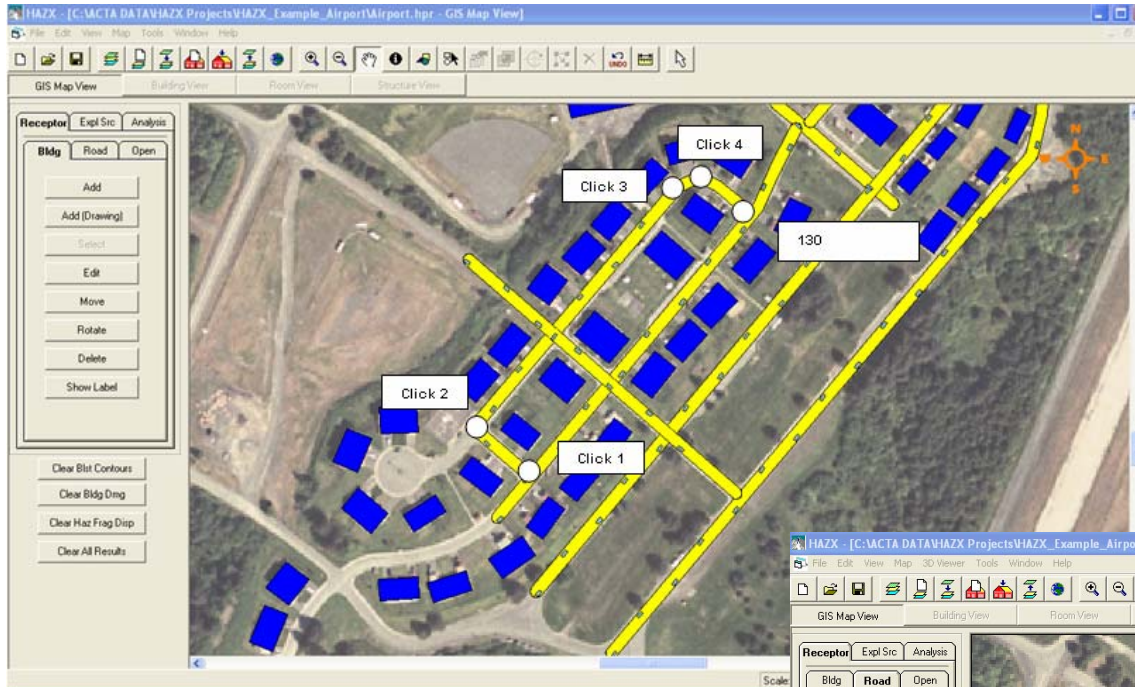 HAZX - [C:\ACTA DATA\HAZX Projects\HAZX_Example_Airport\Airport.hpr - GIS Map View]
File Edit View Map Tools Window Help
UNDO
GIS Map View Building View Room View Structure View
Receptor Expl Src Analysis
Bldg Road Open
Add
Add (Drawing)
Select
Edit
Move
Rotate
Delete
Show Label
Clear Blst Contours
Clear Bldg Dmg
Clear Haz Frag Disp
Clear All Results
N
E
S
Click 4
Click 3
130
Click 2
Click 1
Scale:
HAZX - [C:\ACTA DATA\HAZX Projects\HAZX_Example_Airpo
File Edit View Map 3D Viewer Tools Window Help
GIS Map View Building View Room View
Receptor Expl Src Analysis
Bldg Road Open